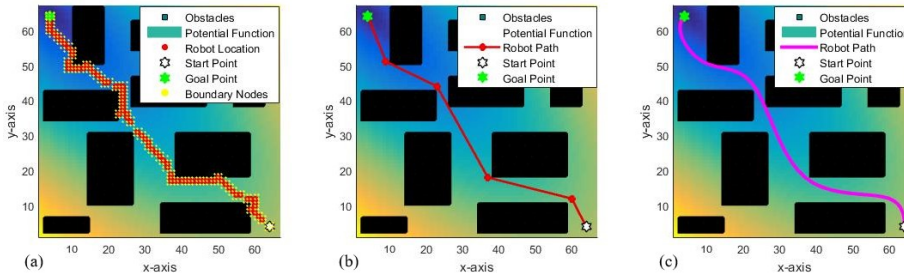 Obstacles
Potential Function
Robot Location
Start Point
Goal Point
Boundary Nodes
60
50
40
30
20
10
y-axis
10 20 30 40 50 60
x-axis
(a)
Obstacles
Potential Function
Robot Path
Start Point
Goal Point
60
50
40
30
20
10
y-axis
10 20 30 40 50 60
x-axis
(b)
Obstacles
Potential Function
Robot Path
Start Point
Goal Point
60
50
40
30
20
10
y-axis
10 20 30 40 50 60
x-axis
(c)